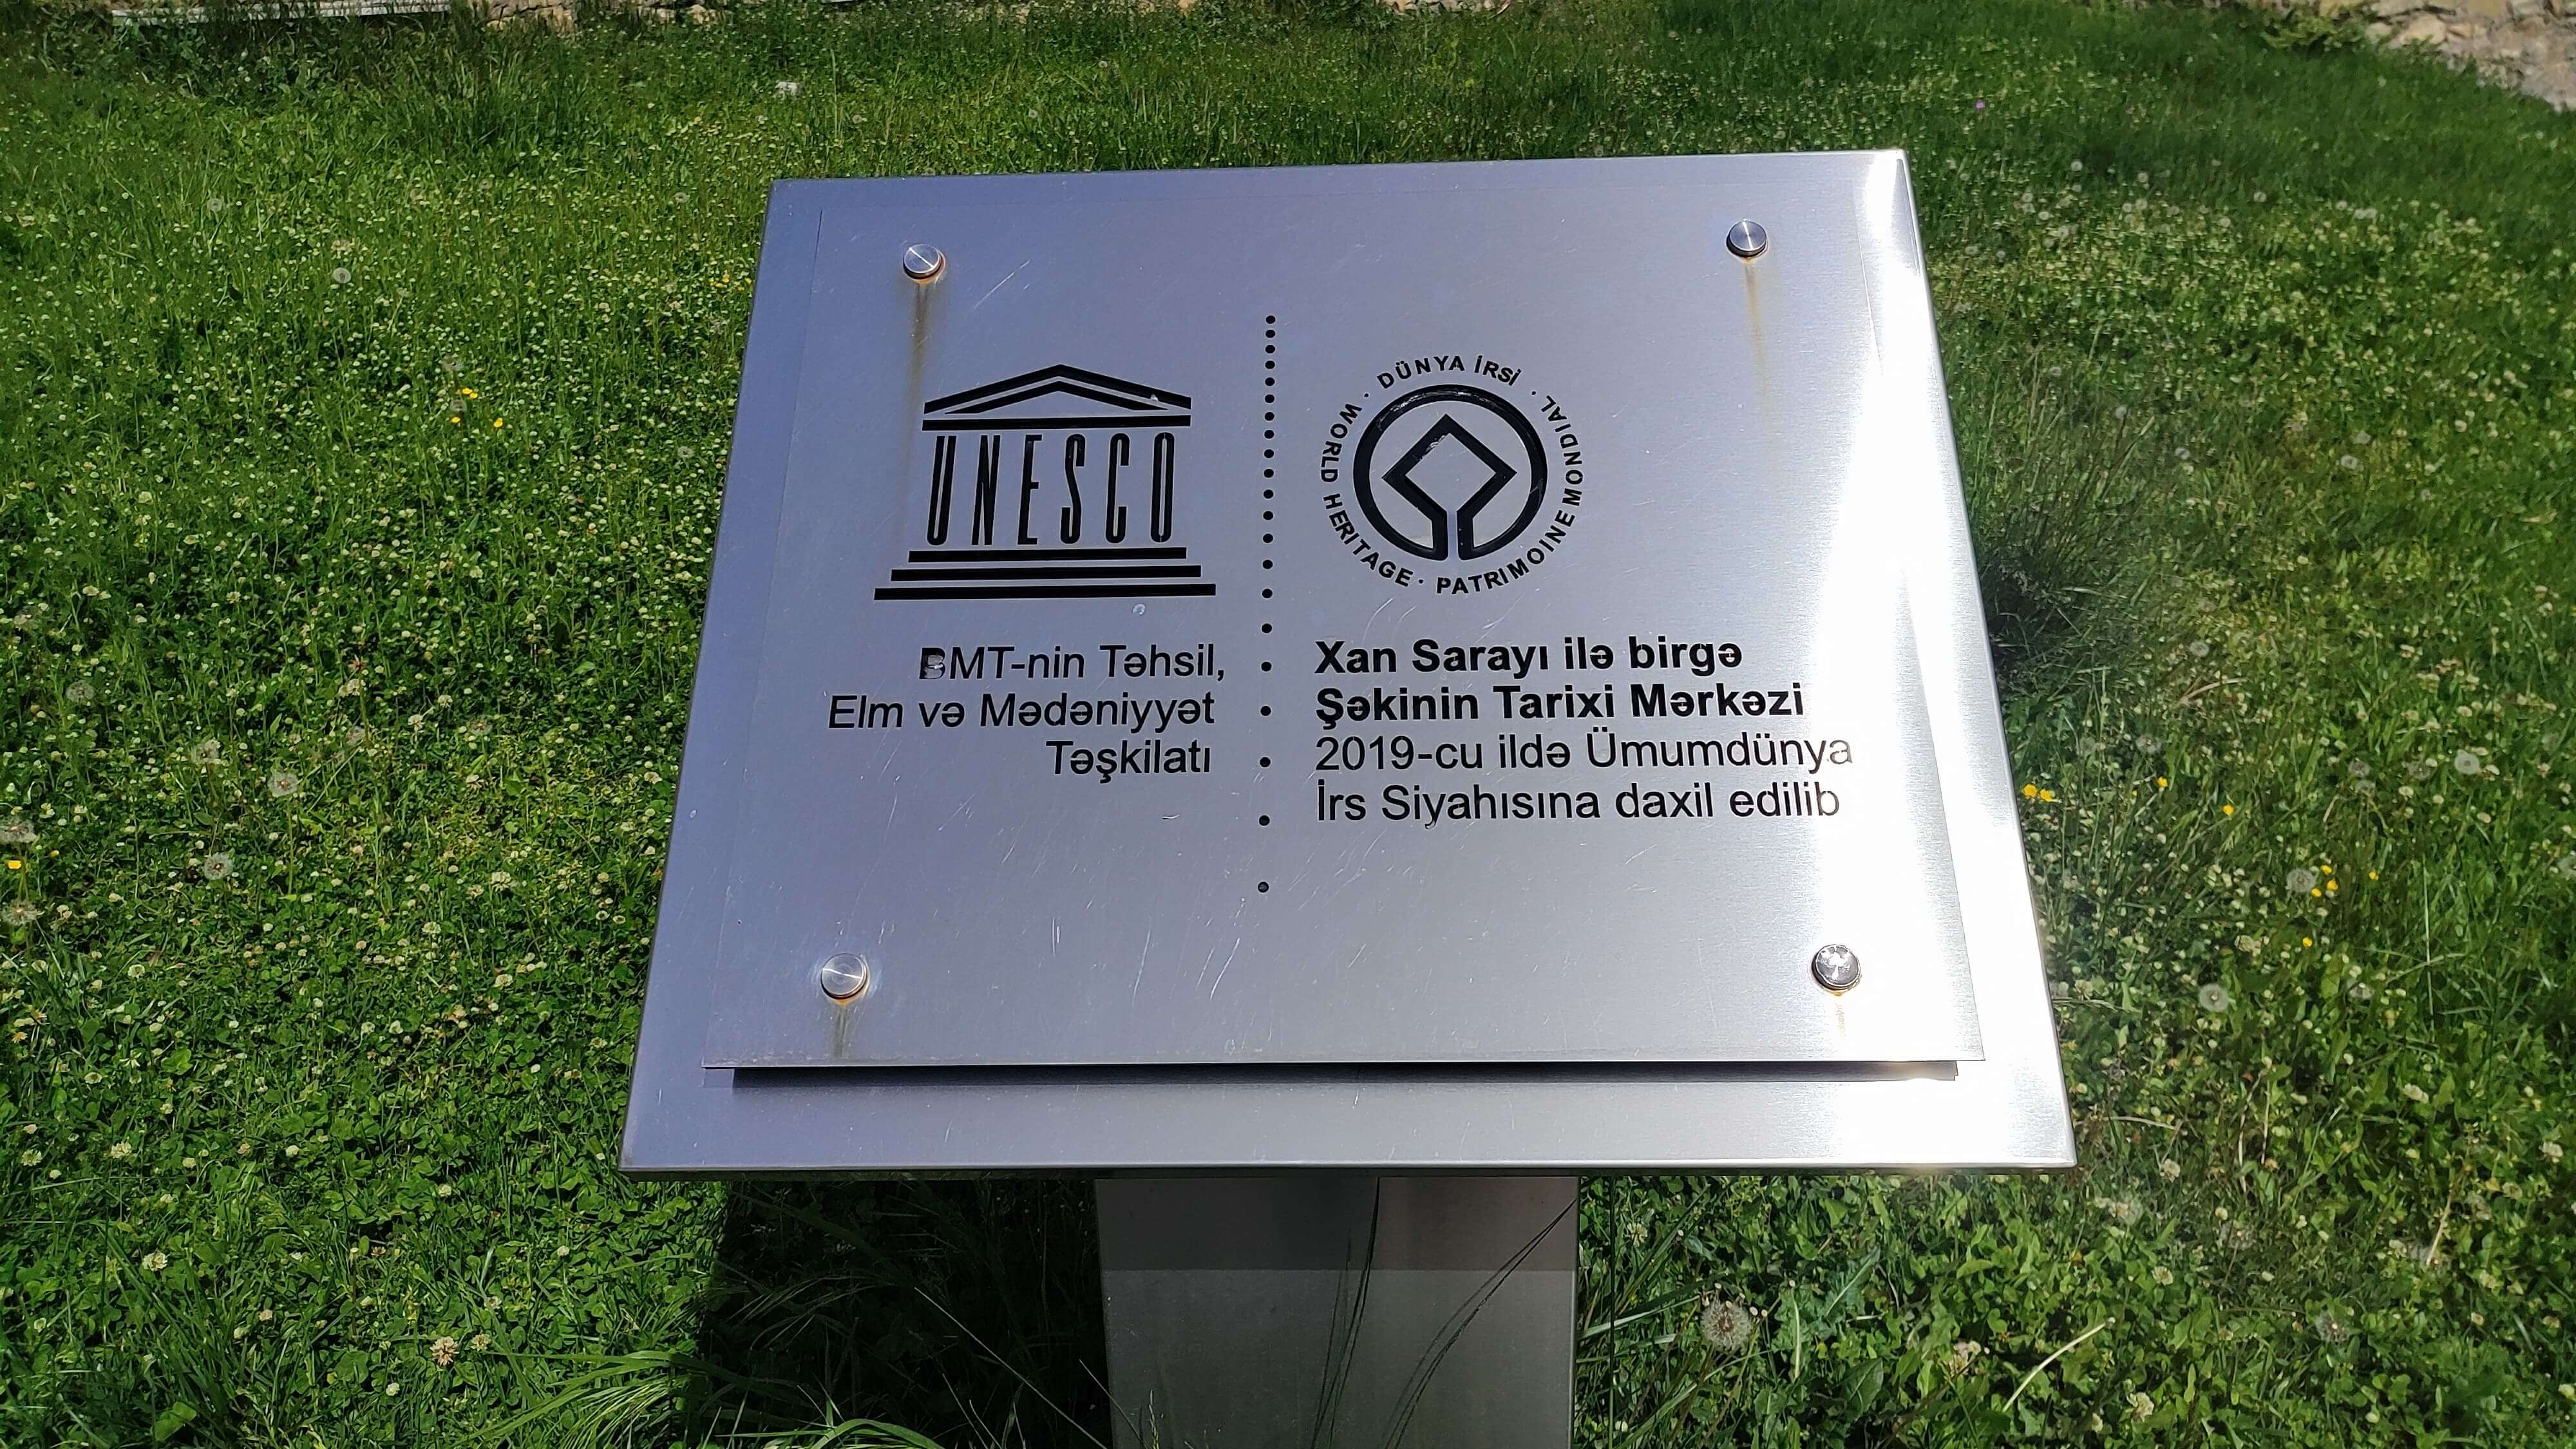 UNESCO
BMT-nin Təhsil,
Elm və Mədəniyyət
Təşkilatı
DÜNYA İRSİ · WORLD HERITAGE · PATRIMOINE MONDIAL ·
Xan Sarayı ilə birgə
Şəkinin Tarixi Mərkəzi
2019-cu ildə Ümumdünya
İrs Siyahısına daxil edilib